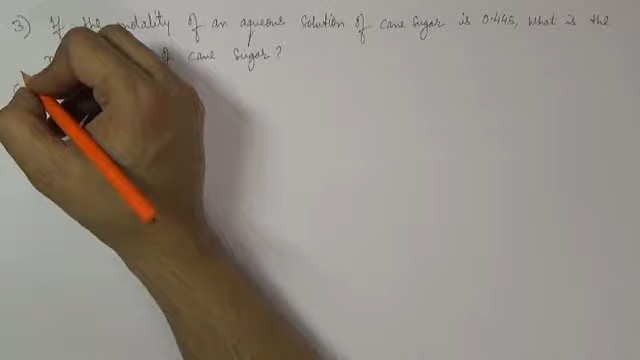 3) If the molality of an aqueous solution of cane sugar is 0.445, What is the
of cane Sugar?